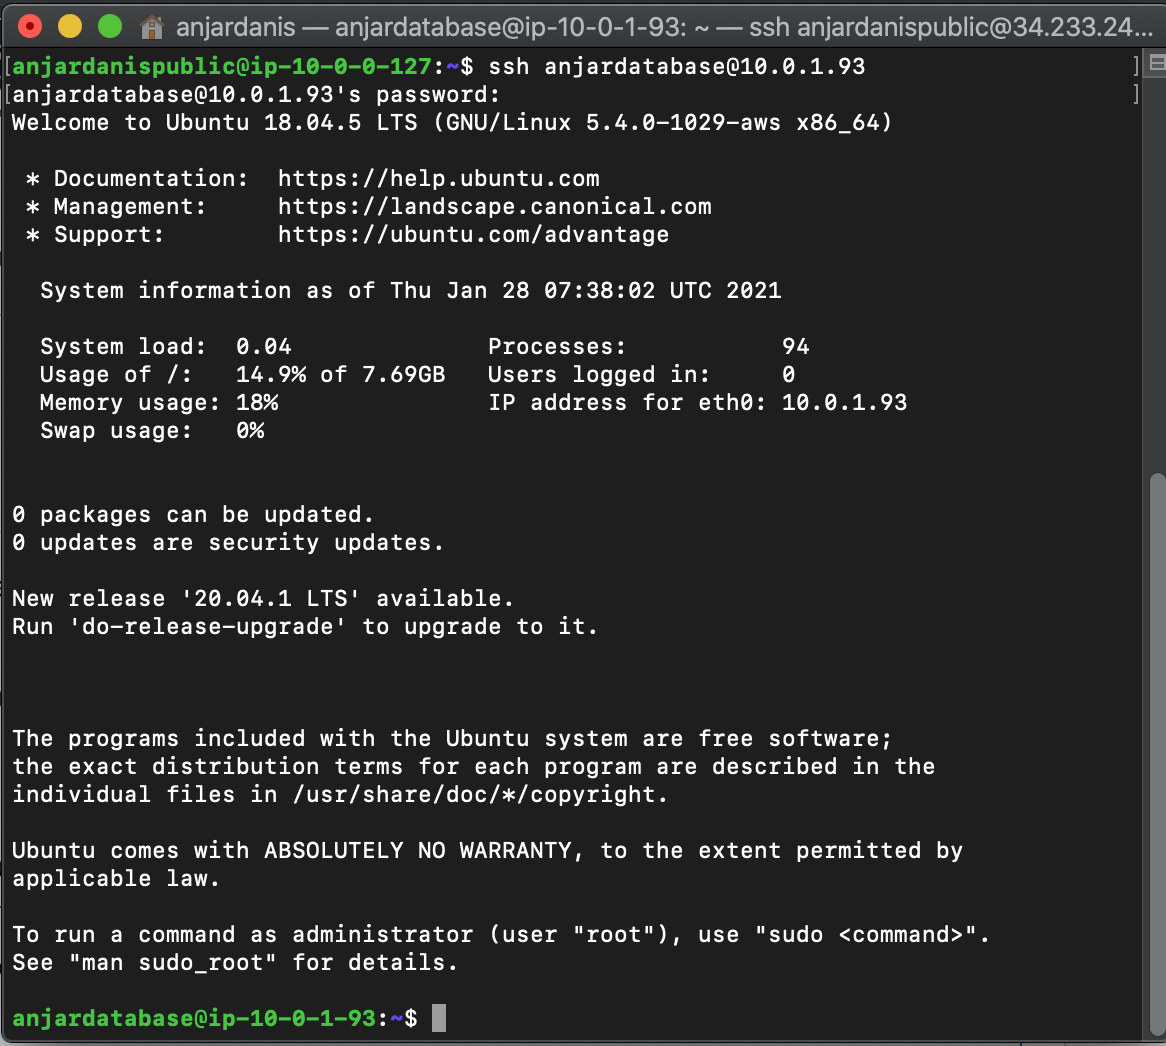 anjardanis — anjardatabase@ip-10-0-1-93: ~ — ssh anjardanispublic@34.233.24...
[anjardanispublic@ip-10-0-0-127:~$ ssh anjardatabase@10.0.1.93 ]
[anjardatabase@10.0.1.93's password: ]
Welcome to Ubuntu 18.04.5 LTS (GNU/Linux 5.4.0-1029-aws x86_64)

 * Documentation:  https://help.ubuntu.com
 * Management:     https://landscape.canonical.com
 * Support:        https://ubuntu.com/advantage

  System information as of Thu Jan 28 07:38:02 UTC 2021

  System load:  0.04              Processes:           94
  Usage of /:   14.9% of 7.69GB   Users logged in:     0
  Memory usage: 18%               IP address for eth0: 10.0.1.93
  Swap usage:   0%

0 packages can be updated.
0 updates are security updates.

New release '20.04.1 LTS' available.
Run 'do-release-upgrade' to upgrade to it.

The programs included with the Ubuntu system are free software;
the exact distribution terms for each program are described in the
individual files in /usr/share/doc/*/copyright.

Ubuntu comes with ABSOLUTELY NO WARRANTY, to the extent permitted by
applicable law.

To run a command as administrator (user "root"), use "sudo <command>".
See "man sudo_root" for details.

anjardatabase@ip-10-0-1-93:~$